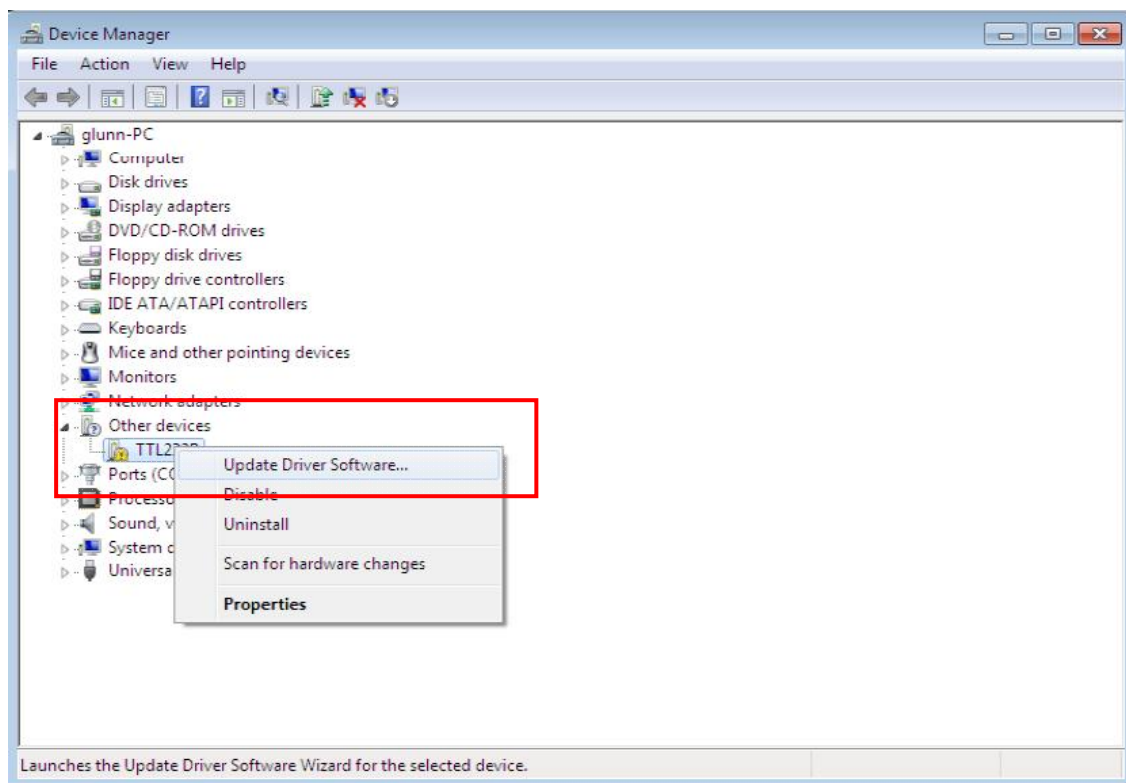 Device Manager
File Action View Help
glunn-PC
Computer
Disk drives
Display adapters
DVD/CD-ROM drives
Floppy disk drives
Floppy drive controllers
IDE ATA/ATAPI controllers
Keyboards
Mice and other pointing devices
Monitors
Network adapters
Other devices
Update Driver Software...
Ports
Disable
Sound,
Uninstall
System
Scan for hardware changes
Properties
Launches the Update Driver Software Wizard for the selected device.